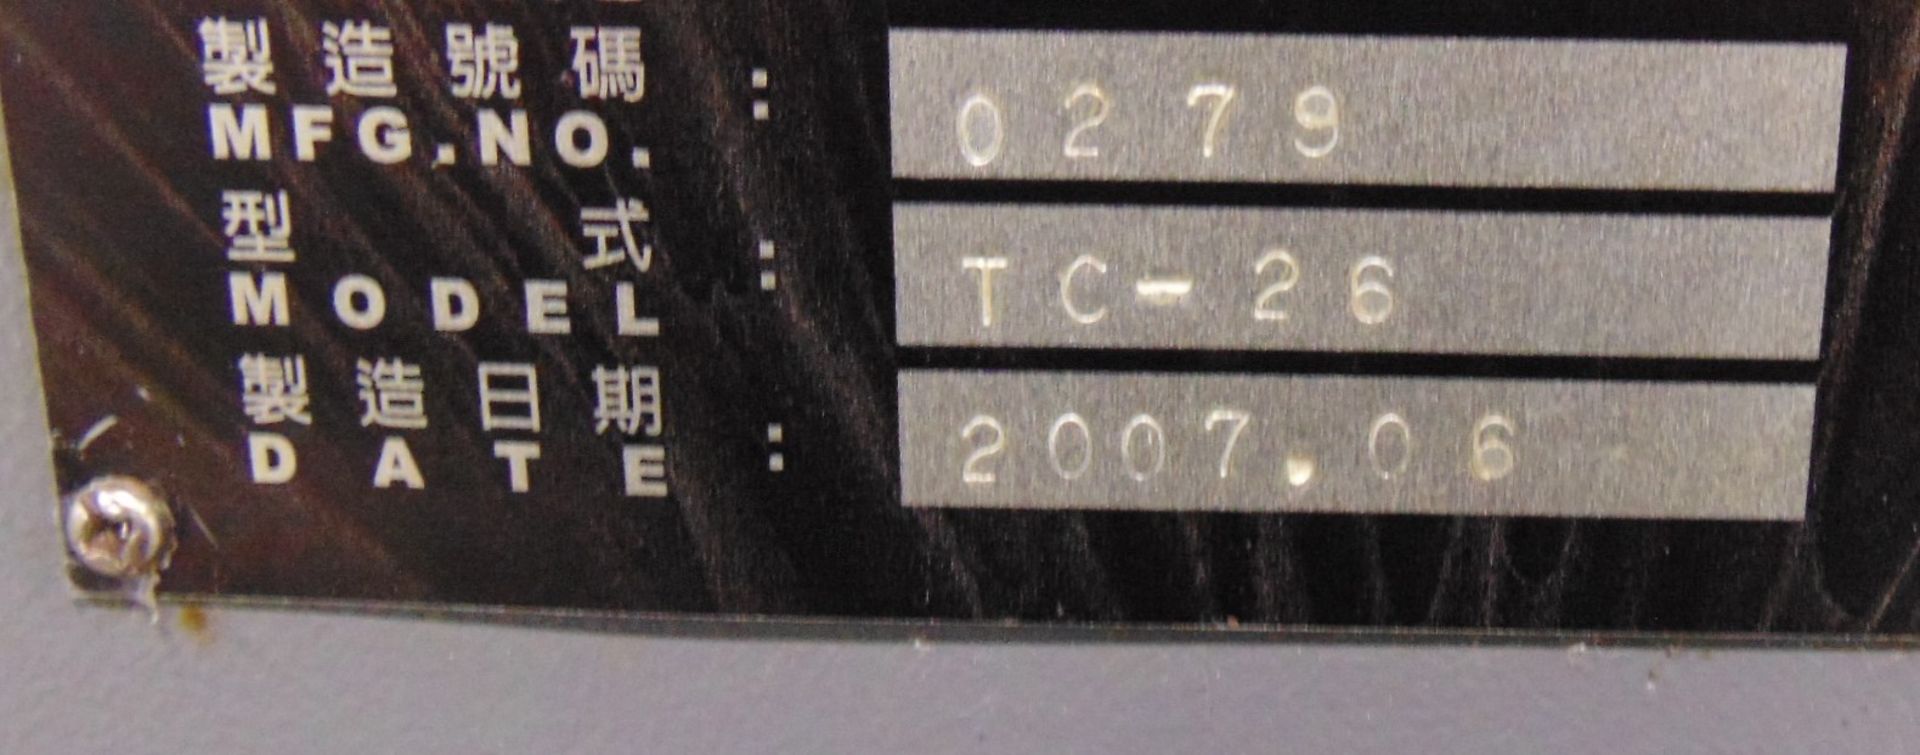 製造號碼 : 0279
MFG.NO.
型式 : TC-26
MODEL
製造日期 : 2007.06
DATE